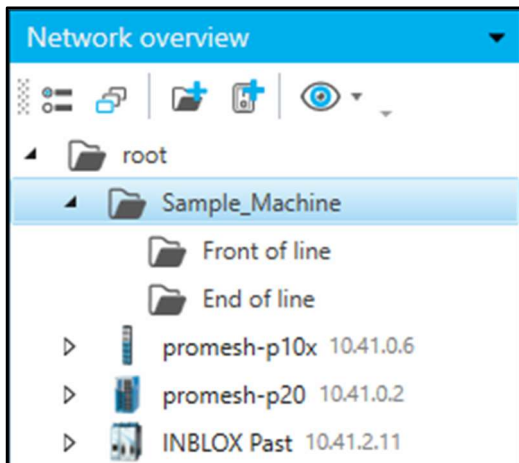 Network overview
root
Sample_Machine
Front of line
End of line
promesh-p10x 10.41.0.6
promesh-p20 10.41.0.2
INBLOX Past 10.41.2.11